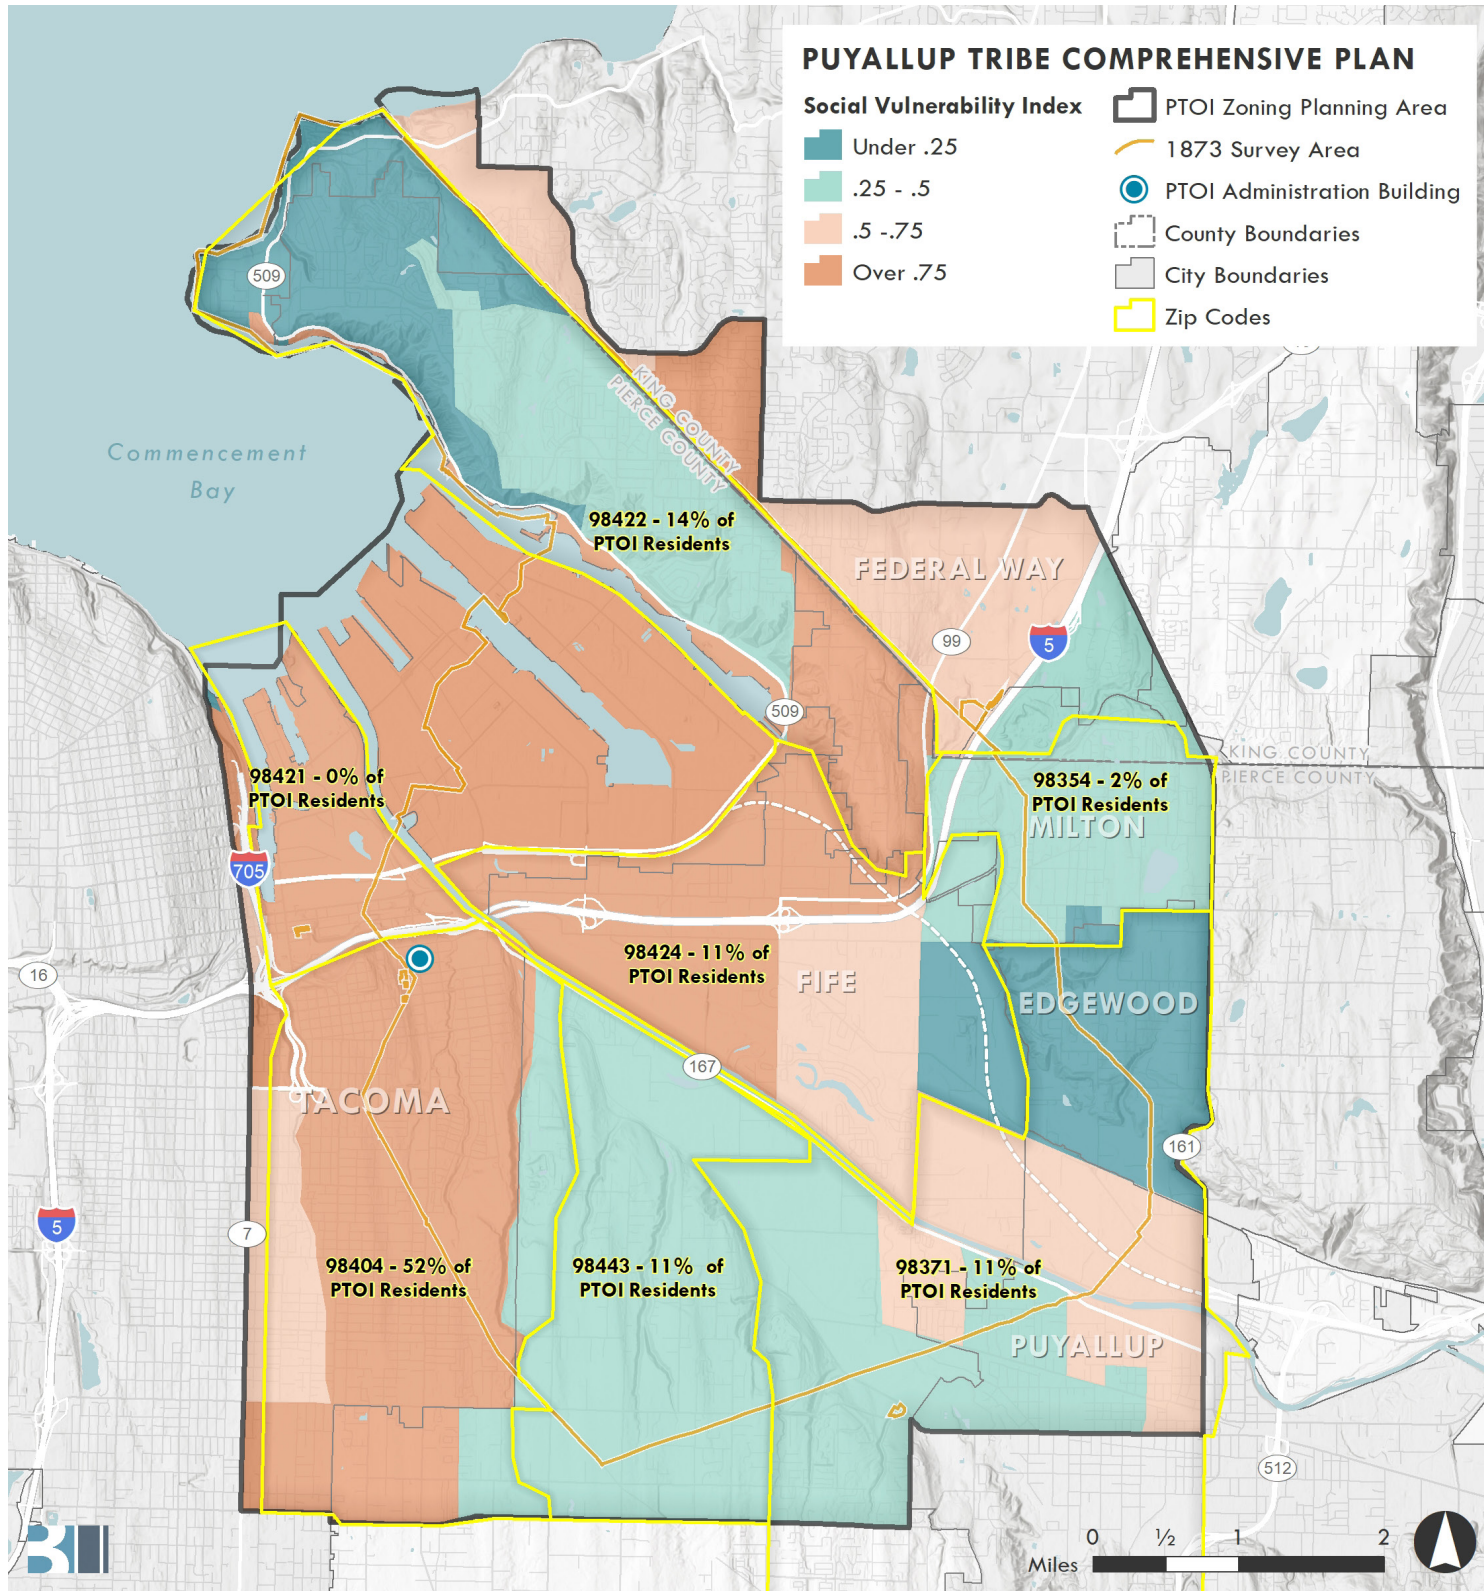 PUYALLUP TRIBE COMPREHENSIVE PLAN
Social Vulnerability Index
Under .25
.25 - .5
.5 -.75
Over .75
PTOI Zoning Planning Area
1873 Survey Area
PTOI Administration Building
County Boundaries
City Boundaries
Zip Codes
509
KING COUNTY
PIERCE COUNTY
Commencement
Bay
98422 - 14% of
PTOI Residents
FEDERAL WAY
99
5
509
KING COUNTY
PIERCE COUNTY
98421 - 0% of
PTOI Residents
98354 - 2% of
PTOI Residents
MILTON
705
98424 - 11% of
PTOI Residents
FIFE
EDGEWOOD
16
167
TACOMA
161
5
7
98404 - 52% of
PTOI Residents
98443 - 11% of
PTOI Residents
98371 - 11% of
PTOI Residents
PUYALLUP
512
0 ½ 1 2
Miles